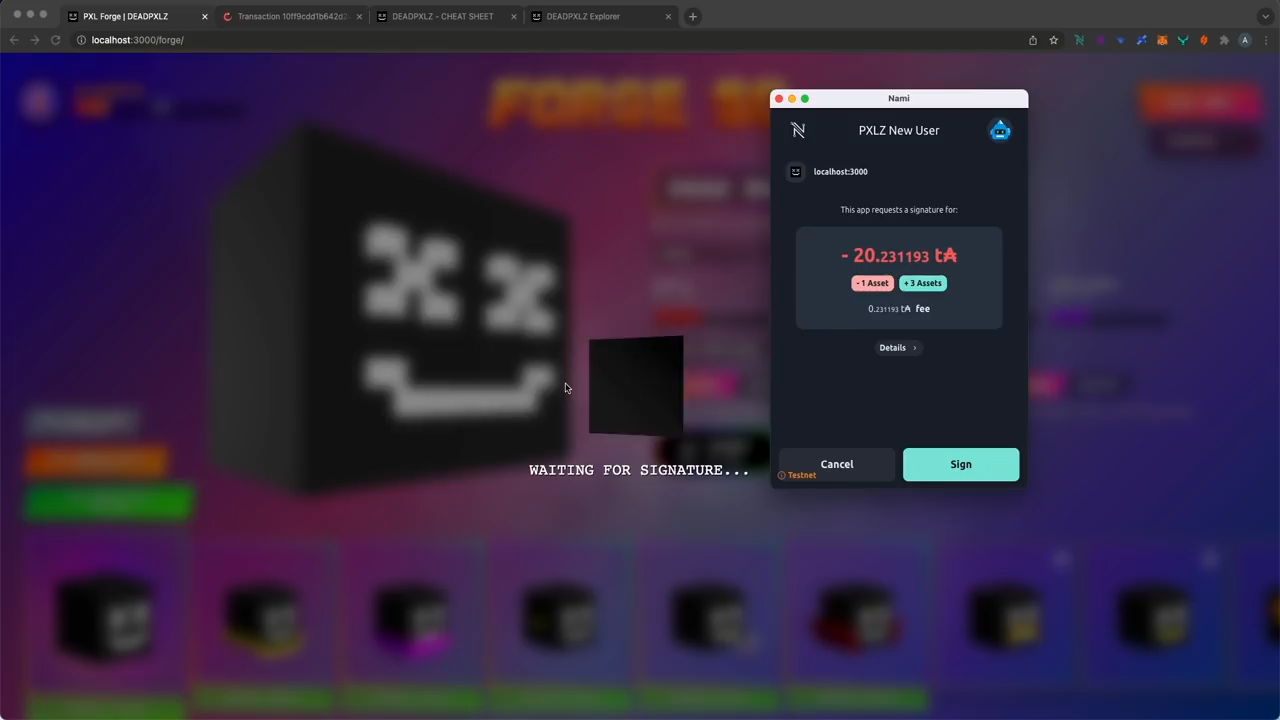 PXL Forge | DEADPXLZ
Transaction 10ff9cdd1b642d2
DEADPXLZ - CHEAT SHEET
DEADPXLZ Explorer
localhost:3000/forge/
A
FORGE
Nami
PXLZ New User
localhost:3000
This app requests a signature for:
- 20.231193 t₳
- 1 Asset
+ 3 Assets
0.231193 t₳ fee
Details
Cancel
Sign
Testnet
WAITING FOR SIGNATURE...